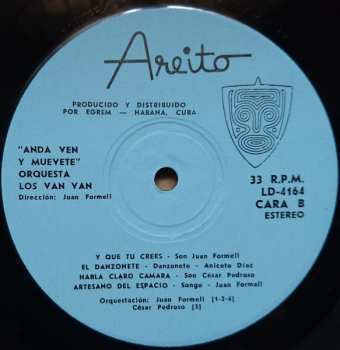 Areito
PRODUCIDO Y DISTRIBUIDO
POR EGREM — HABANA, CUBA
"ANDA VEN
Y MUEVETE"
ORQUESTA
LOS VAN VAN
Dirección: Juan Formell
33 R.P.M.
LD-4164
CARA B
ESTEREO
Y QUE TU CREES - Son Juan Formell
EL DANZONETE - Danzonete - Aniceto Díaz
HABLA CLARO CAMARA - Son César Pedroso
ARTESANO DEL ESPACIO - Songo - Juan Formell
Orquestación: Juan Formell (1-2-4)
César Pedroso (3)